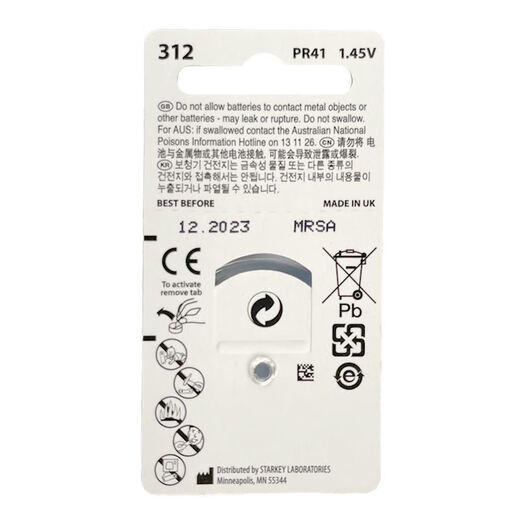 312 PR41 1.45V
GB Do not allow batteries to contact metal objects or
other batteries - may leak or rupture. Do not swallow.
For AUS: if swallowed contact the Australian National
Poisons Information Hotline on 13 11 26. CN 请勿将 电
池与金属物或其他电池接触, 可能会导致泄露或爆裂.
KR 보청기 건전지는 금속성 물질 또는 다른 종류의
건전지와 접촉해서는 안됩니다. 건전지 내부의 내용물이
누출되거나 파열될 수 있습니다.
BEST BEFORE MADE IN UK
12.2023 MRSA
CE
To activate
remove tab
Pb
Distributed by STARKEY LABORATORIES
Minneapolis, MN 55344